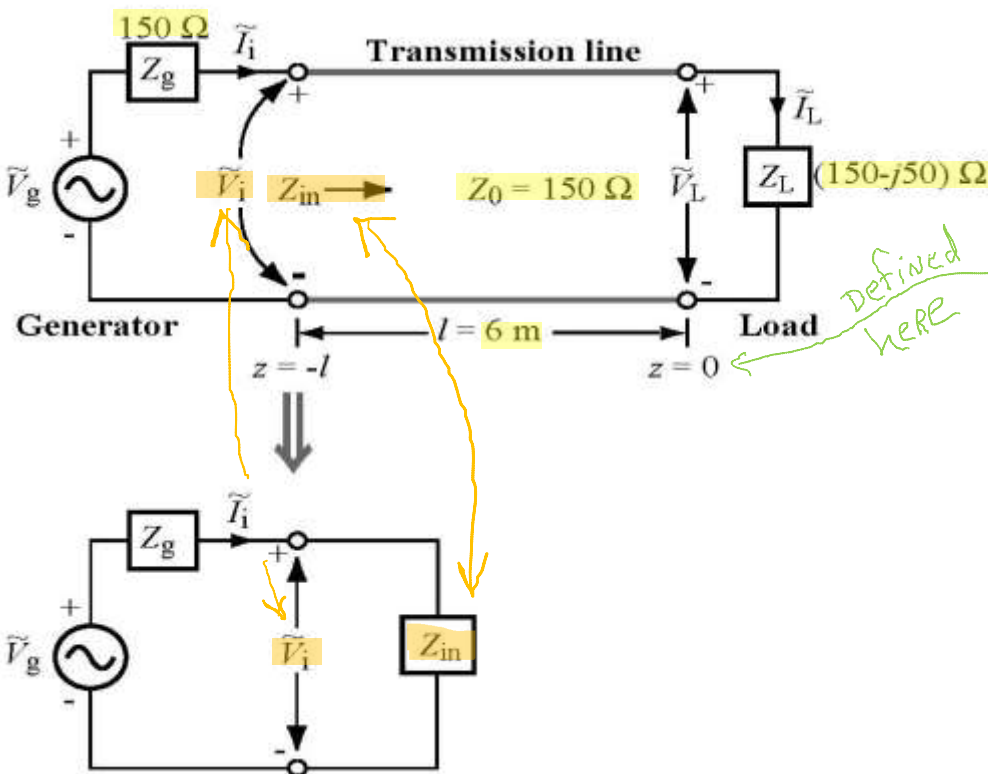 150 Ω
Z_g
Ĩ_i
Transmission line
+
+
Ĩ_L
+
Ṽ_g
-
Ṽ_i
Z_in
Z_0 = 150 Ω
Ṽ_L
Z_L
(150-j50) Ω
-
-
Defined
here
Generator
l = 6 m
Load
z = -l
z = 0
Z_g
Ĩ_i
+
+
Ṽ_g
-
Ṽ_i
Z_in
-